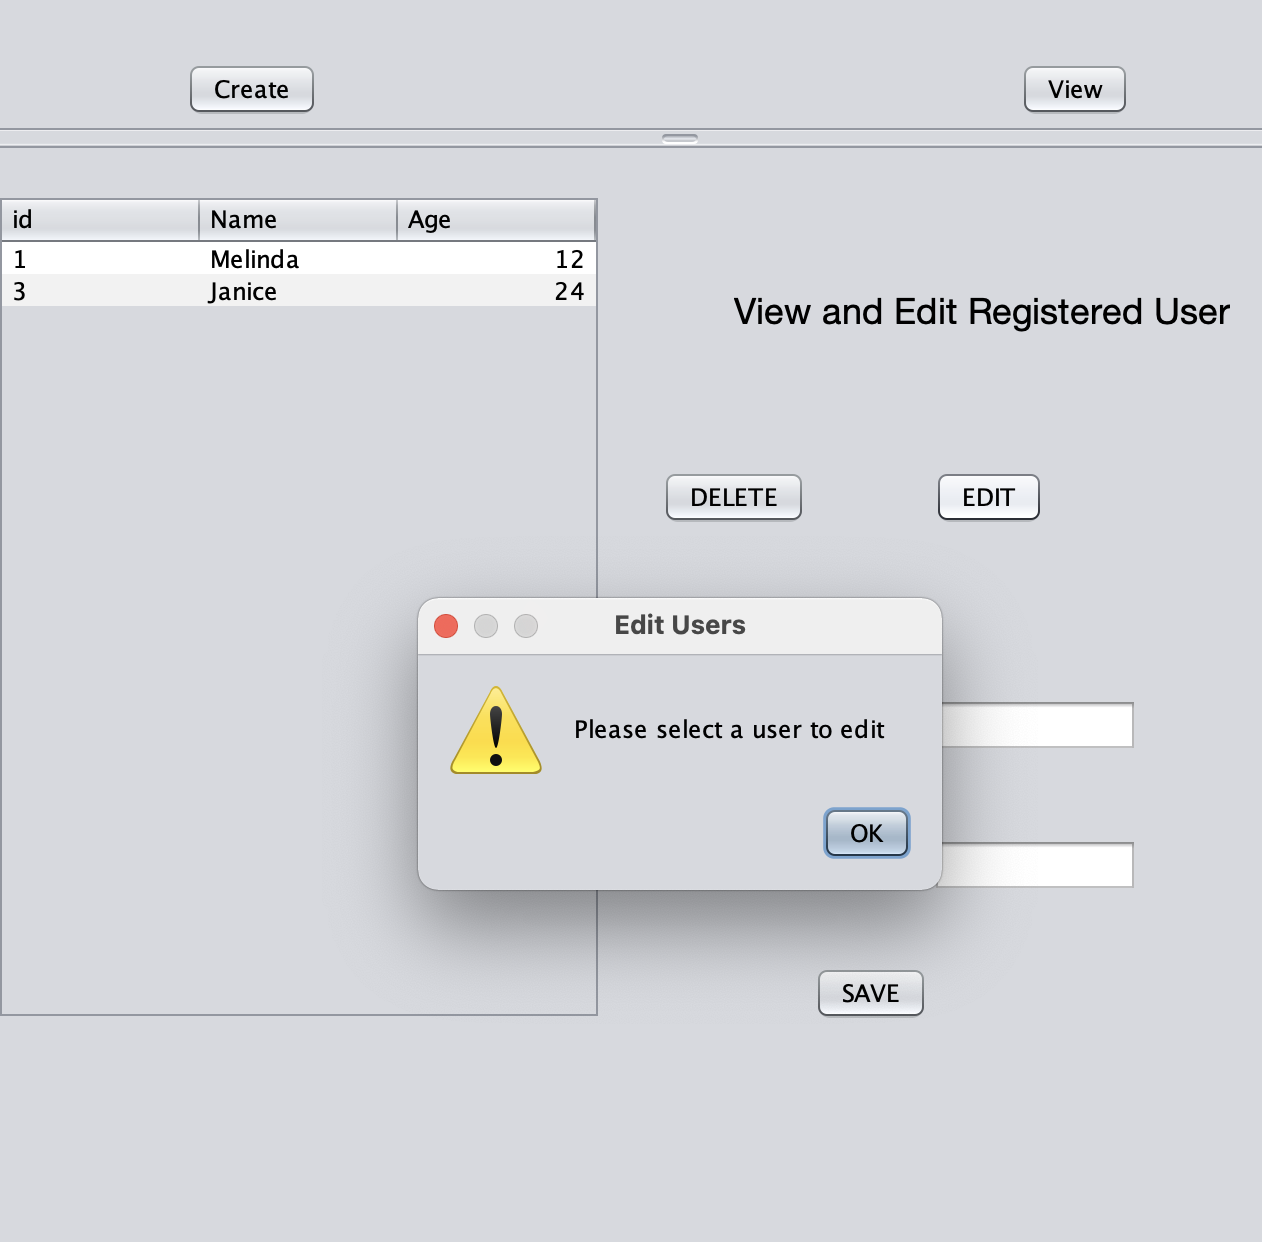 Create
View
id Name Age
1 Melinda 12
3 Janice 24
View and Edit Registered User
DELETE
EDIT
Edit Users
Please select a user to edit
OK
SAVE